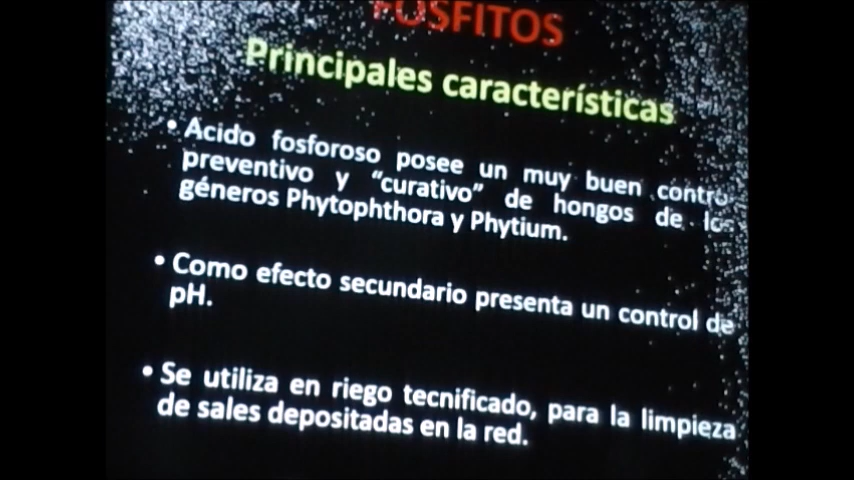 FOSFITOS
Principales características
• Acido fosforoso posee un muy buen contro
preventivo y “curativo” de hongos de los
géneros Phytophthora y Phytium.
• Como efecto secundario presenta un control de
pH.
• Se utiliza en riego tecnificado, para la limpieza
de sales depositadas en la red.